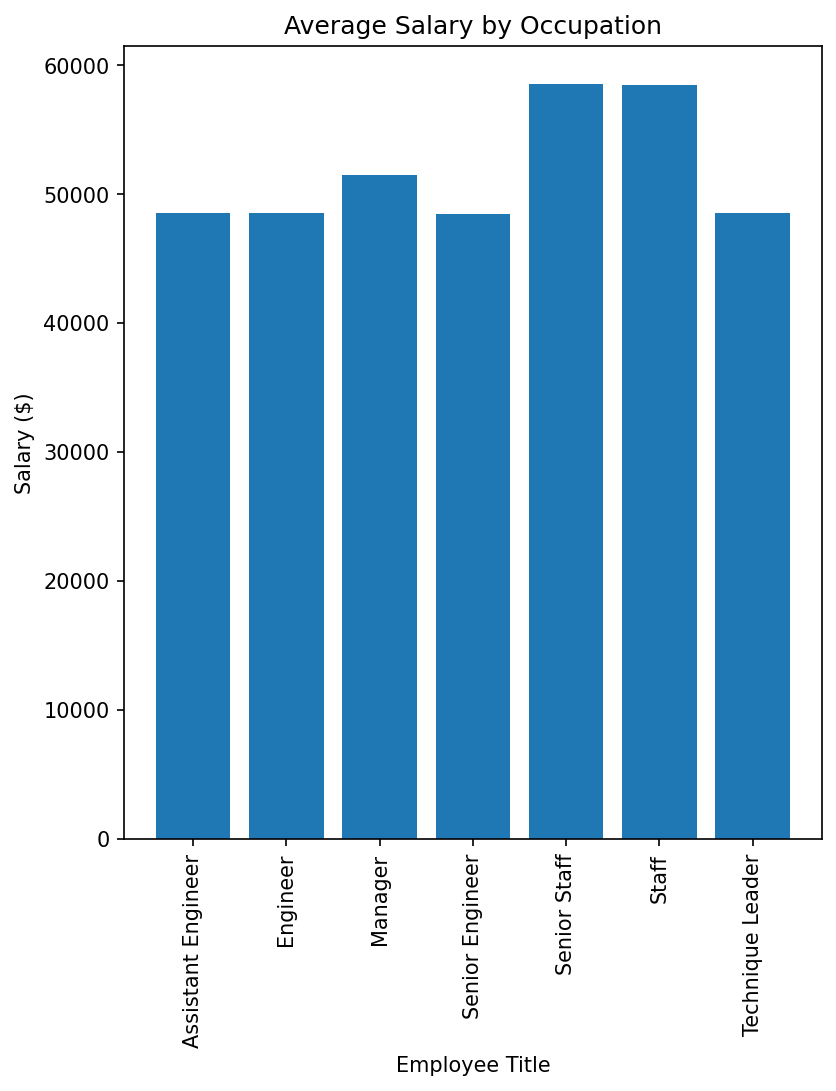 Average Salary by Occupation
Salary ($)
60000
50000
40000
30000
20000
10000
0
Assistant Engineer
Engineer
Manager
Senior Engineer
Senior Staff
Staff
Technique Leader
Employee Title